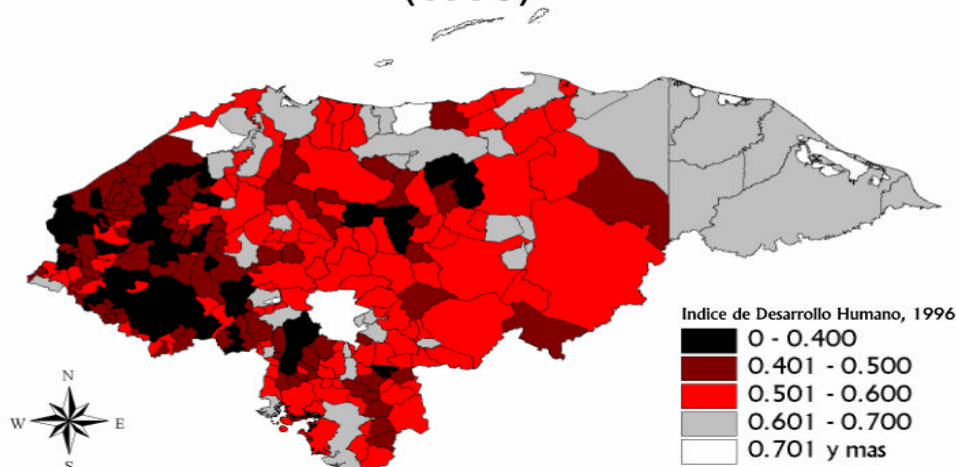 Indice de Desarrollo Humano, 1996
0 - 0.400
0.401 - 0.500
0.501 - 0.600
0.601 - 0.700
0.701 y mas
N
W E
S